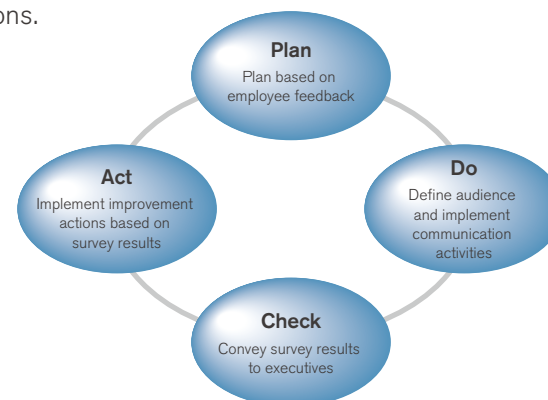 ons.
Plan
Plan based on
employee feedback
Do
Define audience
and implement
communication
activities
Check
Convey survey results
to executives
Act
Implement improvement
actions based on
survey results